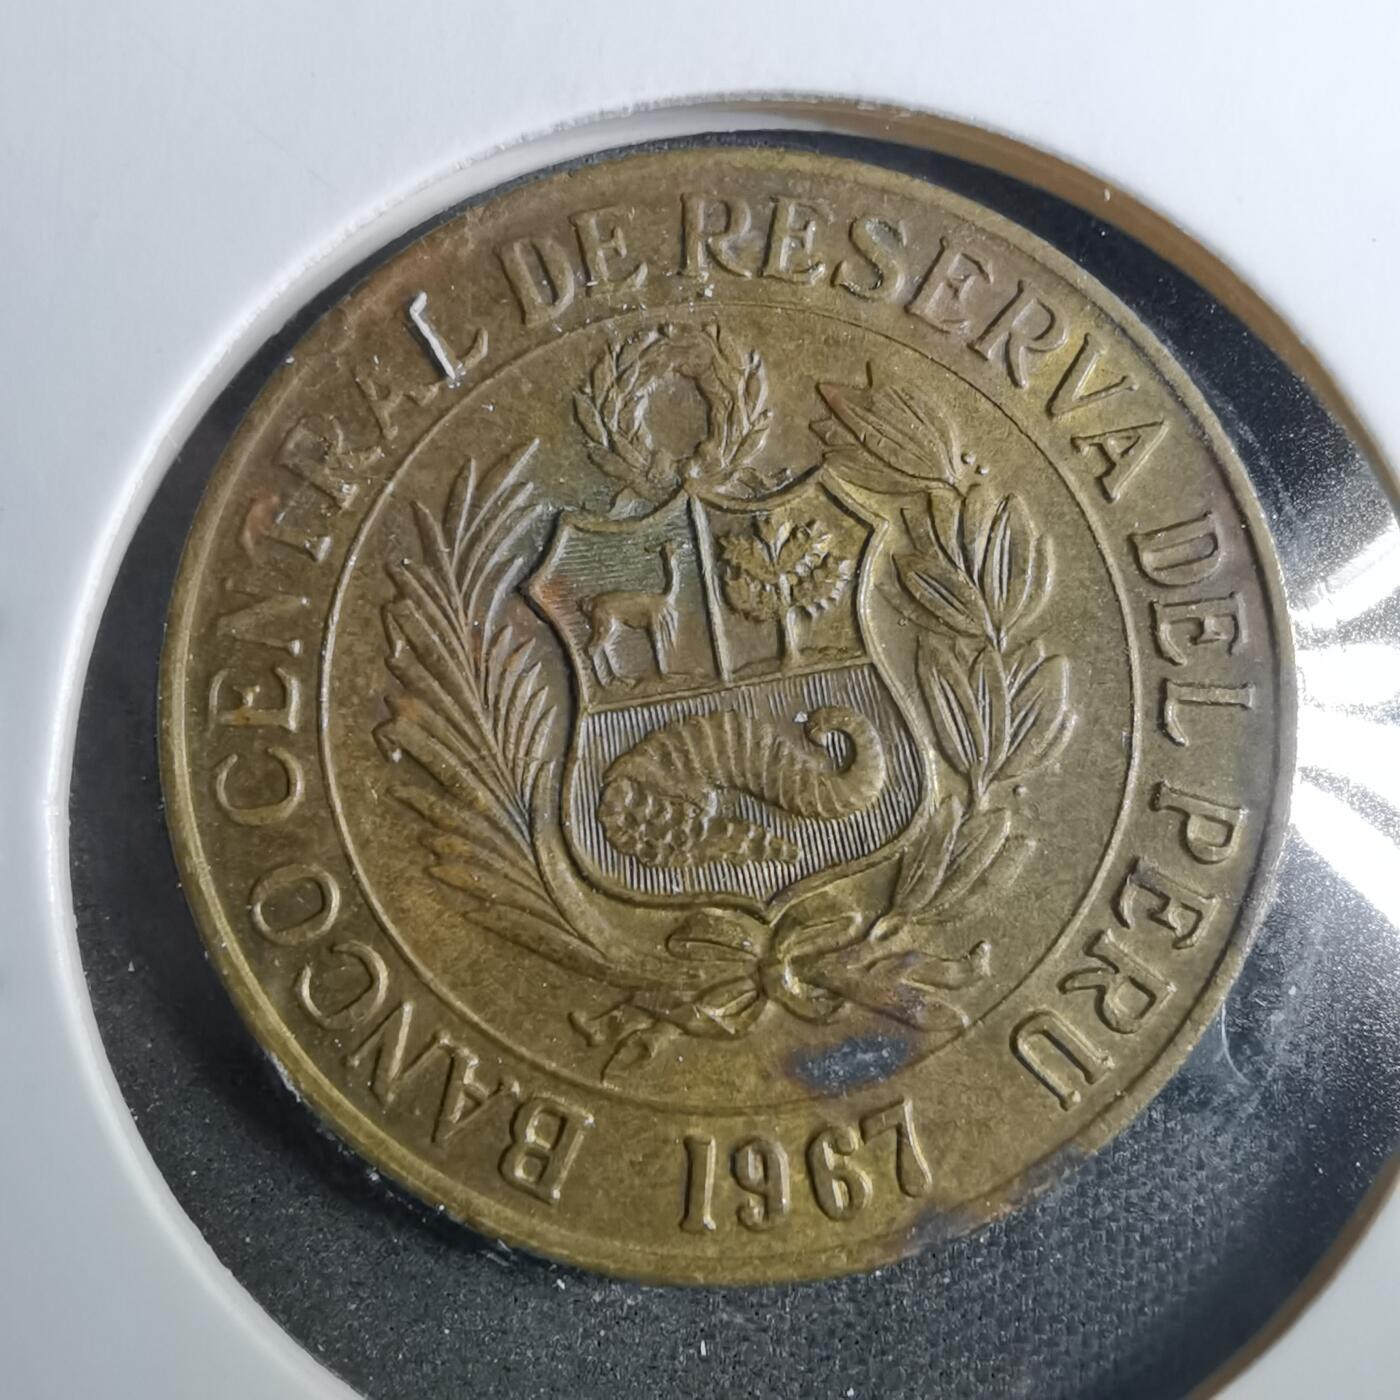 BANCO CENTRAL DE RESERVA DEL PERU
1967